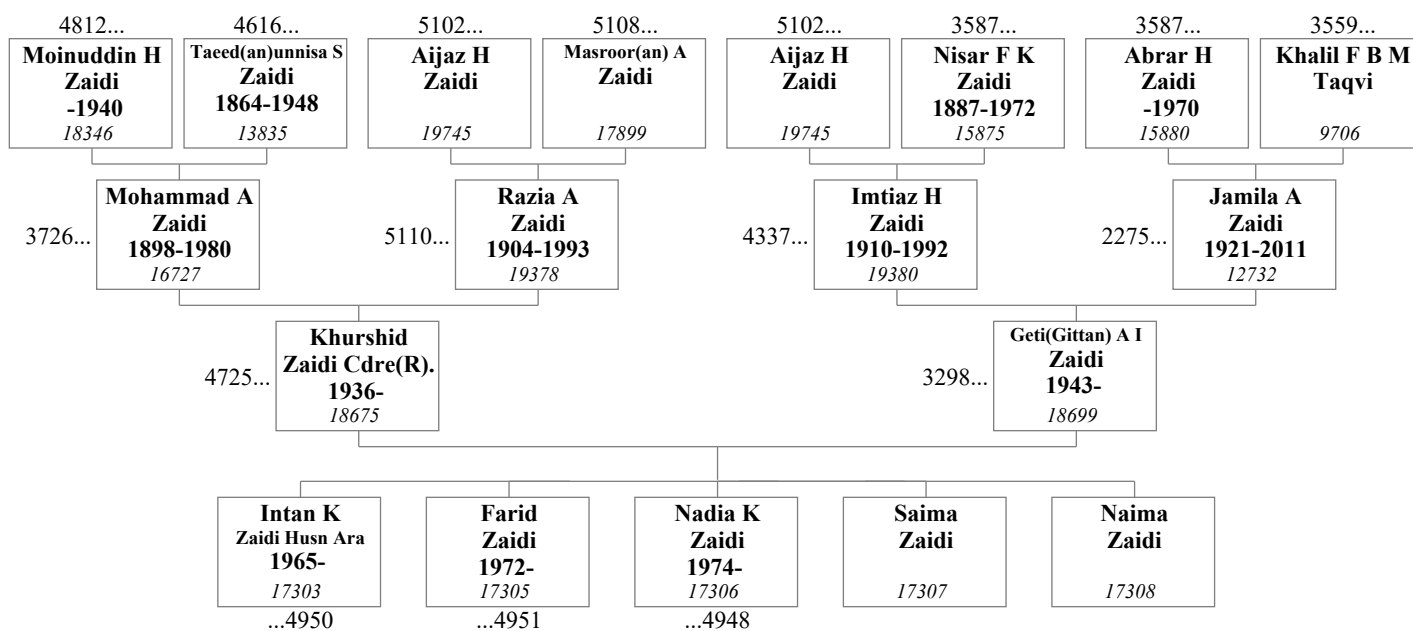 4812... 4616... 5102... 5108... 5102... 3587... 3587... 3559...
Moinuddin H
Zaidi
-1940
18346
Taeed(an)unnisa S
Zaidi
1864-1948
13835
Aijaz H
Zaidi
19745
Masroor(an) A
Zaidi
17899
Aijaz H
Zaidi
19745
Nisar F K
Zaidi
1887-1972
15875
Abrar H
Zaidi
-1970
15880
Khalil F B M
Taqvi
9706
3726...
Mohammad A
Zaidi
1898-1980
16727
5110...
Razia A
Zaidi
1904-1993
19378
4337...
Imtiaz H
Zaidi
1910-1992
19380
2275...
Jamila A
Zaidi
1921-2011
12732
4725...
Khurshid
Zaidi Cdre(R).
1936-
18675
3298...
Geti(Gittan) A I
Zaidi
1943-
18699
Intan K
Zaidi Husn Ara
1965-
17303
...4950
Farid
Zaidi
1972-
17305
...4951
Nadia K
Zaidi
1974-
17306
...4948
Saima
Zaidi
17307
Naima
Zaidi
17308